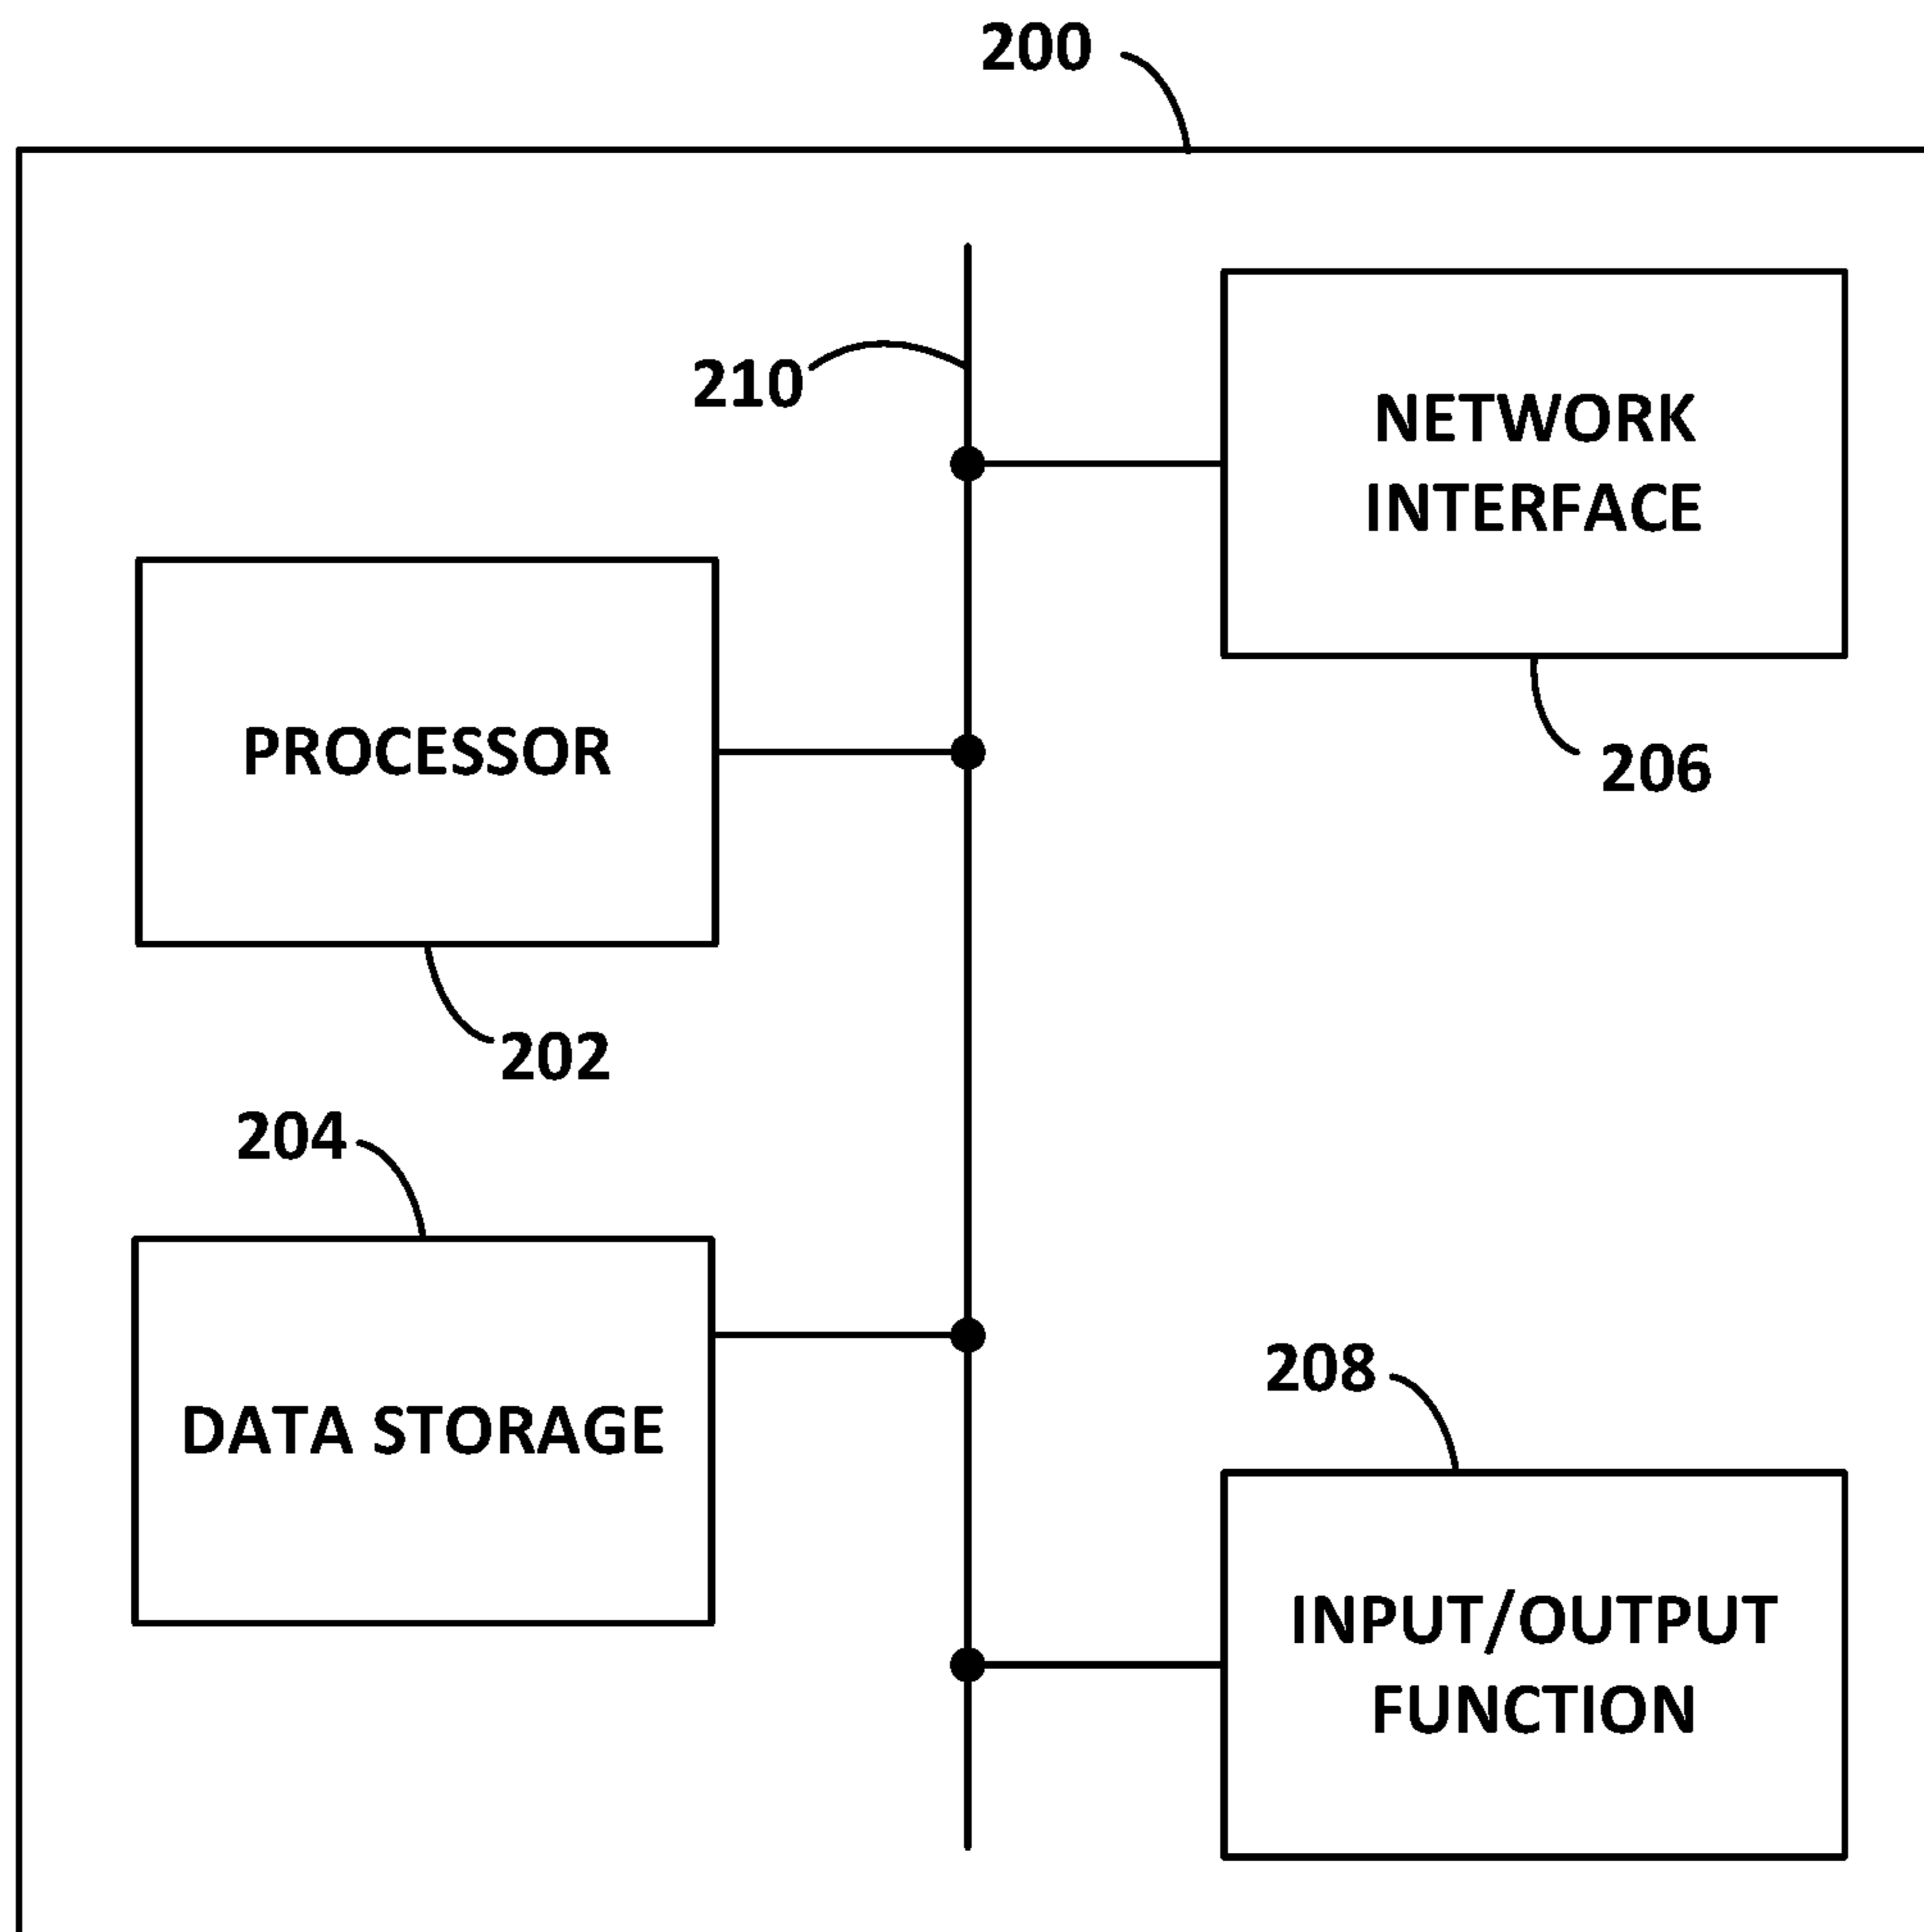 200
210
NETWORK
INTERFACE
PROCESSOR
206
202
204
208
DATA STORAGE
INPUT/OUTPUT
FUNCTION